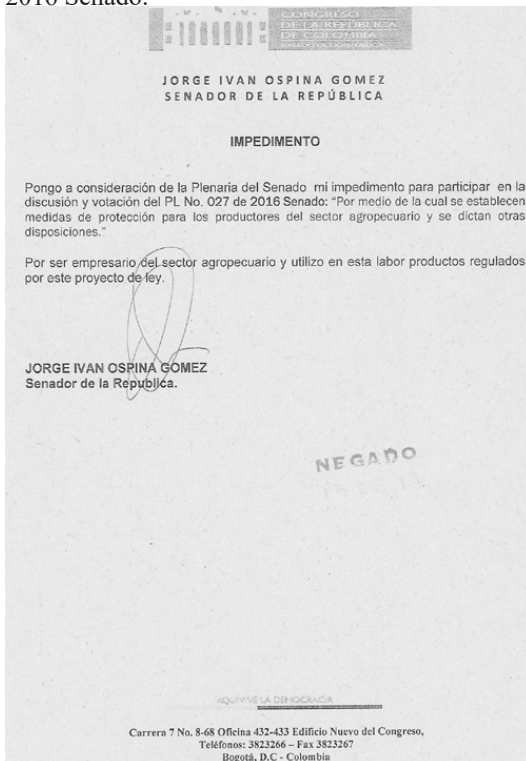 2016 Senado.
CONGRESO
DE LA REPÚBLICA
DE COLOMBIA
JORGE IVAN OSPINA GOMEZ
SENADOR DE LA REPÚBLICA
IMPEDIMENTO
Pongo a consideración de la Plenaria del Senado mi impedimento para participar en la
discusión y votación del PL No. 027 de 2016 Senado: “Por medio de la cual se establecen
medidas de protección para los productores del sector agropecuario y se dictan otras
disposiciones.”
Por ser empresario del sector agropecuario y utilizo en esta labor productos regulados
por este proyecto de ley.
JORGE IVAN OSPINA GOMEZ
Senador de la Republica.
NEGADO
AQUI VIVE LA DEMOCRACIA
Carrera 7 No. 8-68 Oficina 432-433 Edificio Nuevo del Congreso,
Teléfonos: 3823266 – Fax 3823267
Bogotá, D.C - Colombia